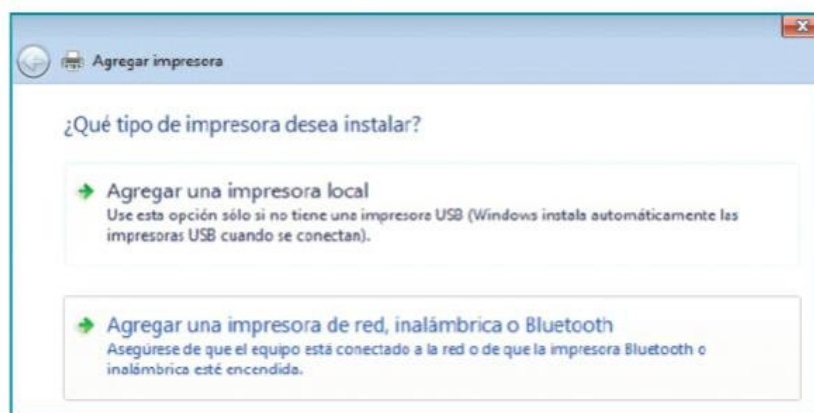 Agregar impresora
¿Qué tipo de impresora desea instalar?
Agregar una impresora local
Use esta opción sólo si no tiene una impresora USB (Windows instala automáticamente las
impresoras USB cuando se conectan).
Agregar una impresora de red, inalámbrica o Bluetooth
Asegúrese de que el equipo está conectado a la red o de que la impresora Bluetooth o
inalámbrica esté encendida.